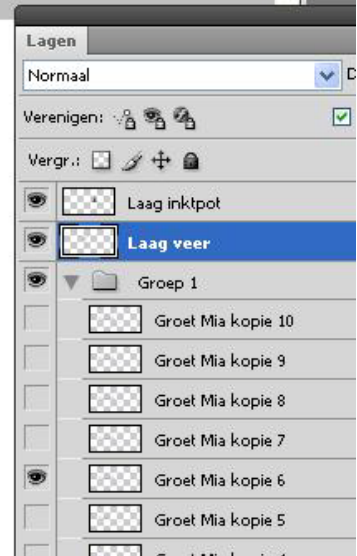 Lagen
Normaal
Verenigen:
Vergr.:
Laag inktpot
Laag veer
Groep 1
Groet Mia kopie 10
Groet Mia kopie 9
Groet Mia kopie 8
Groet Mia kopie 7
Groet Mia kopie 6
Groet Mia kopie 5